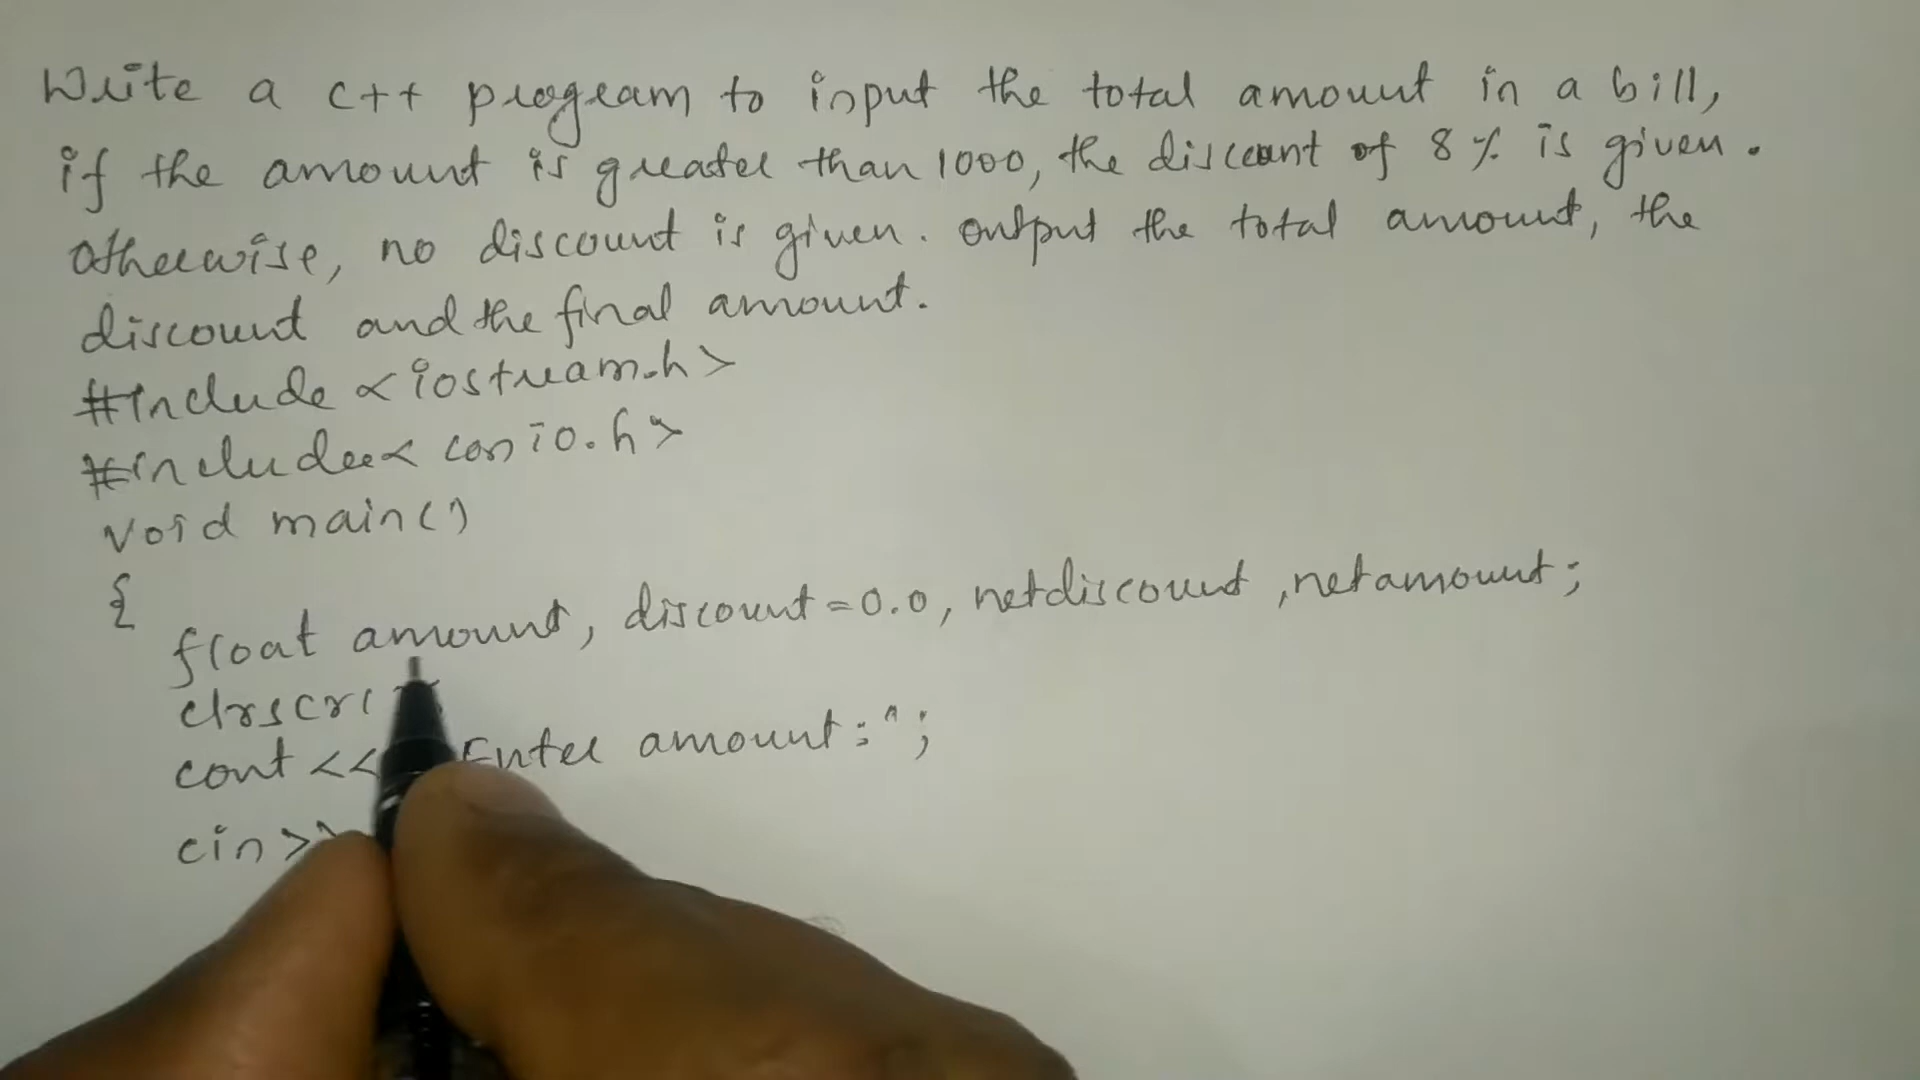 Write a c++ program to input the total amount in a bill,
if the amount is greater than 1000, the discount of 8% is given.
Otherwise, no discount is given. output the total amount, the
discount and the final amount.
#include <iostream.h>
#include< conio.h>
void main()
{
float amount, discount=0.0, netdiscount, netamount;
clrscr(
cout << Enter amount:";
cin>>